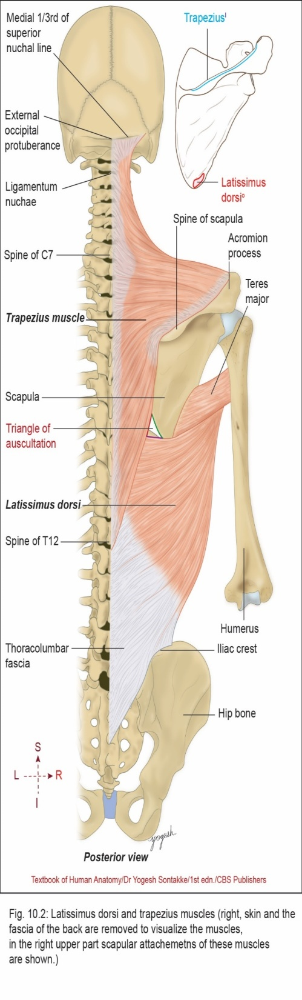 Medial 1/3rd of
superior
nuchal line
Trapeziusᴵ
External
occipital
protuberance
Ligamentum
nuchae
Latissimus
dorsiᵒ
Spine of scapula
Acromion
process
Spine of C7
Teres
major
Trapezius muscle
Scapula
Triangle of
auscultation
Latissimus dorsi
Spine of T12
Humerus
Thoracolumbar
fascia
Iliac crest
Hip bone
S
L
R
I
yogesh
Posterior view
Textbook of Human Anatomy/Dr Yogesh Sontakke/1st edn./CBS Publishers
Fig. 10.2: Latissimus dorsi and trapezius muscles (right, skin and the
fascia of the back are removed to visualize the muscles,
in the right upper part scapular attachemetns of these muscles
are shown.)